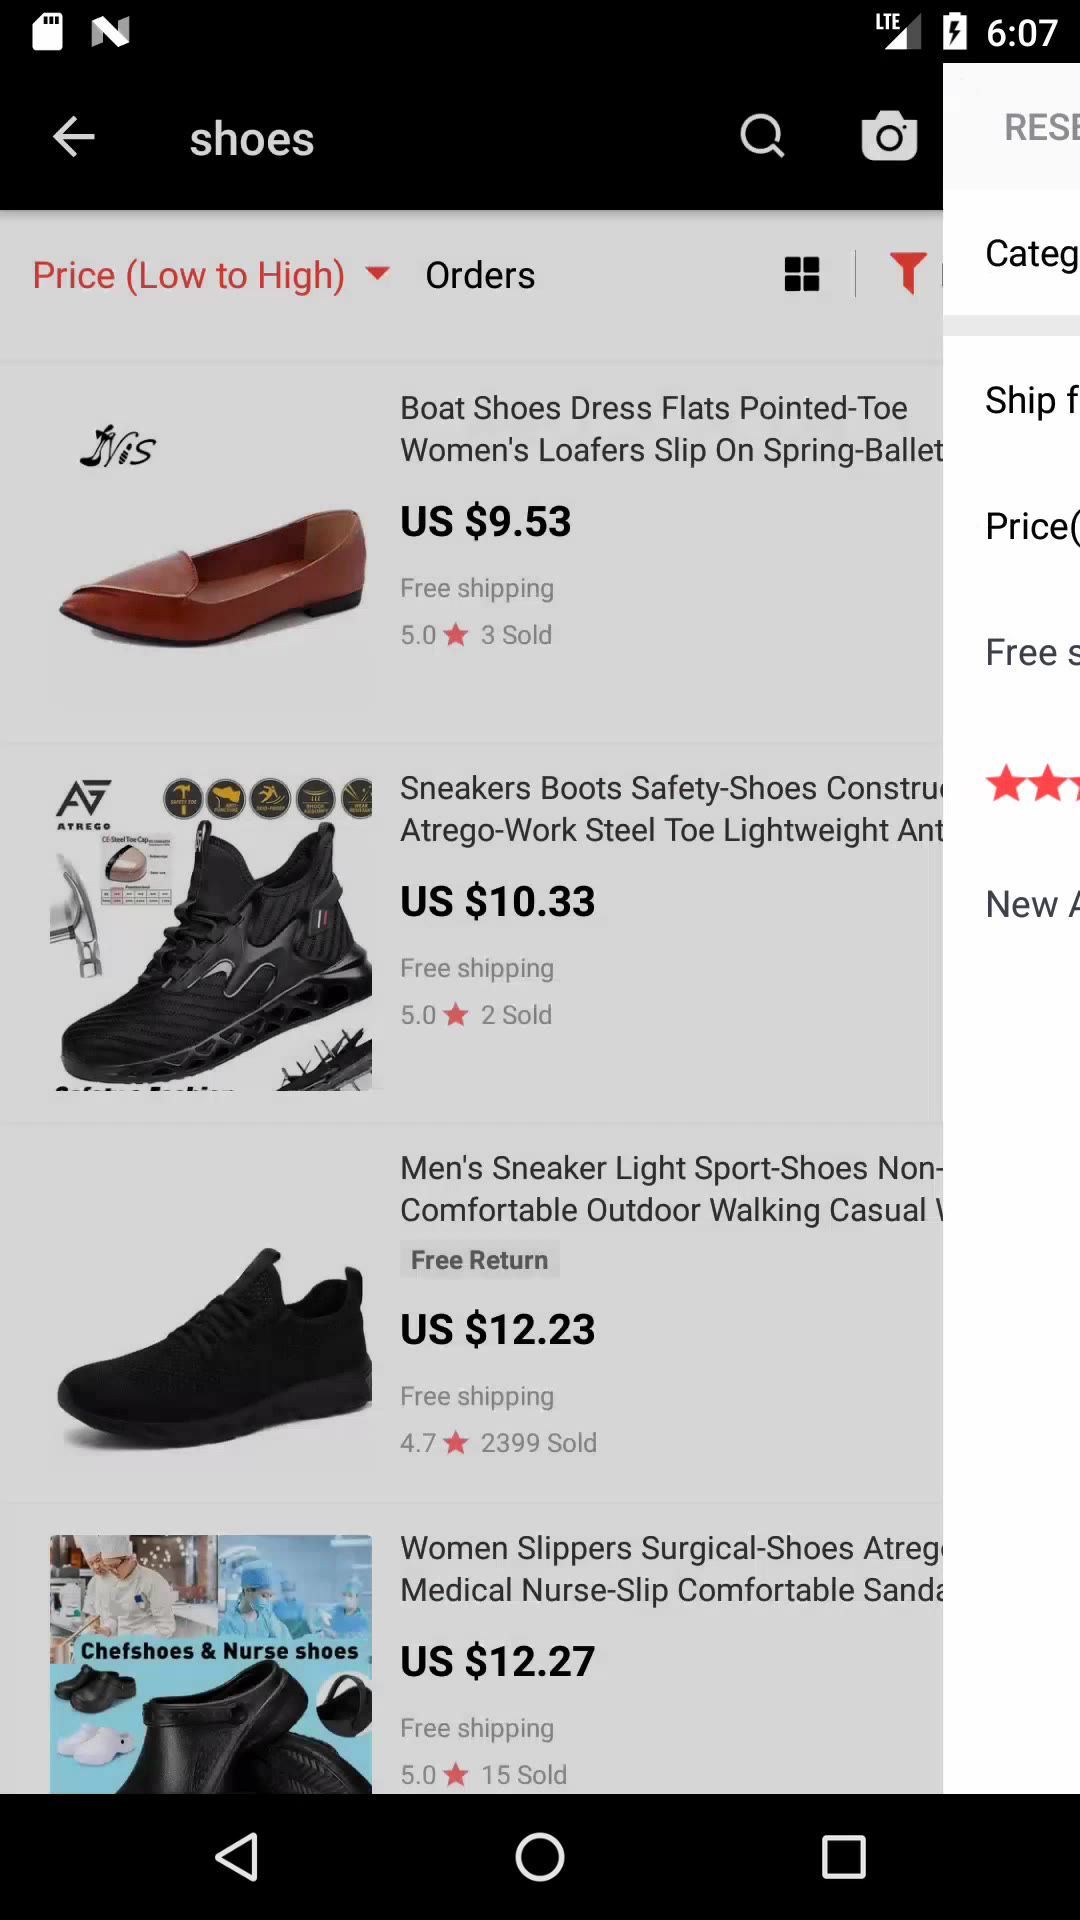 LTE 6:07
shoes
RESE
Price (Low to High) Orders
Categ
Ship f
Price(
Free s
New A
NIS
Boat Shoes Dress Flats Pointed-Toe
Women's Loafers Slip On Spring-Ballet
US $9.53
Free shipping
5.0 3 Sold
ATREGO
CE-Steel Toe Cap
Sneakers Boots Safety-Shoes Constru
Atrego-Work Steel Toe Lightweight Ant
US $10.33
Free shipping
5.0 2 Sold
Men's Sneaker Light Sport-Shoes Non-
Comfortable Outdoor Walking Casual
Free Return
US $12.23
Free shipping
4.7 2399 Sold
Chefshoes & Nurse shoes
Women Slippers Surgical-Shoes Atreg
Medical Nurse-Slip Comfortable Sanda
US $12.27
Free shipping
5.0 15 Sold